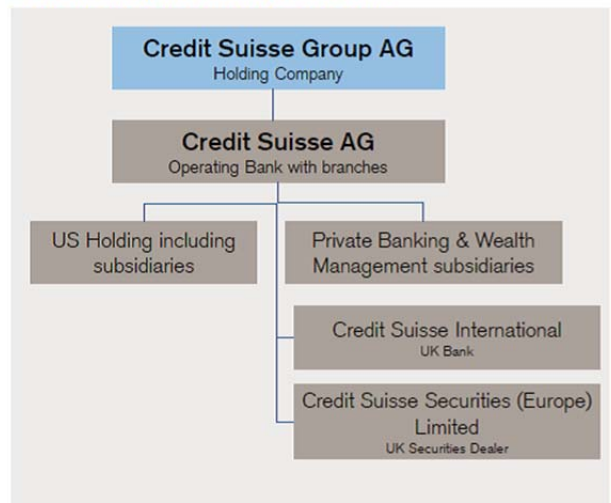 Credit Suisse Group AG
Holding Company
Credit Suisse AG
Operating Bank with branches
US Holding including
subsidiaries
Private Banking & Wealth
Management subsidiaries
Credit Suisse International
UK Bank
Credit Suisse Securities (Europe)
Limited
UK Securities Dealer